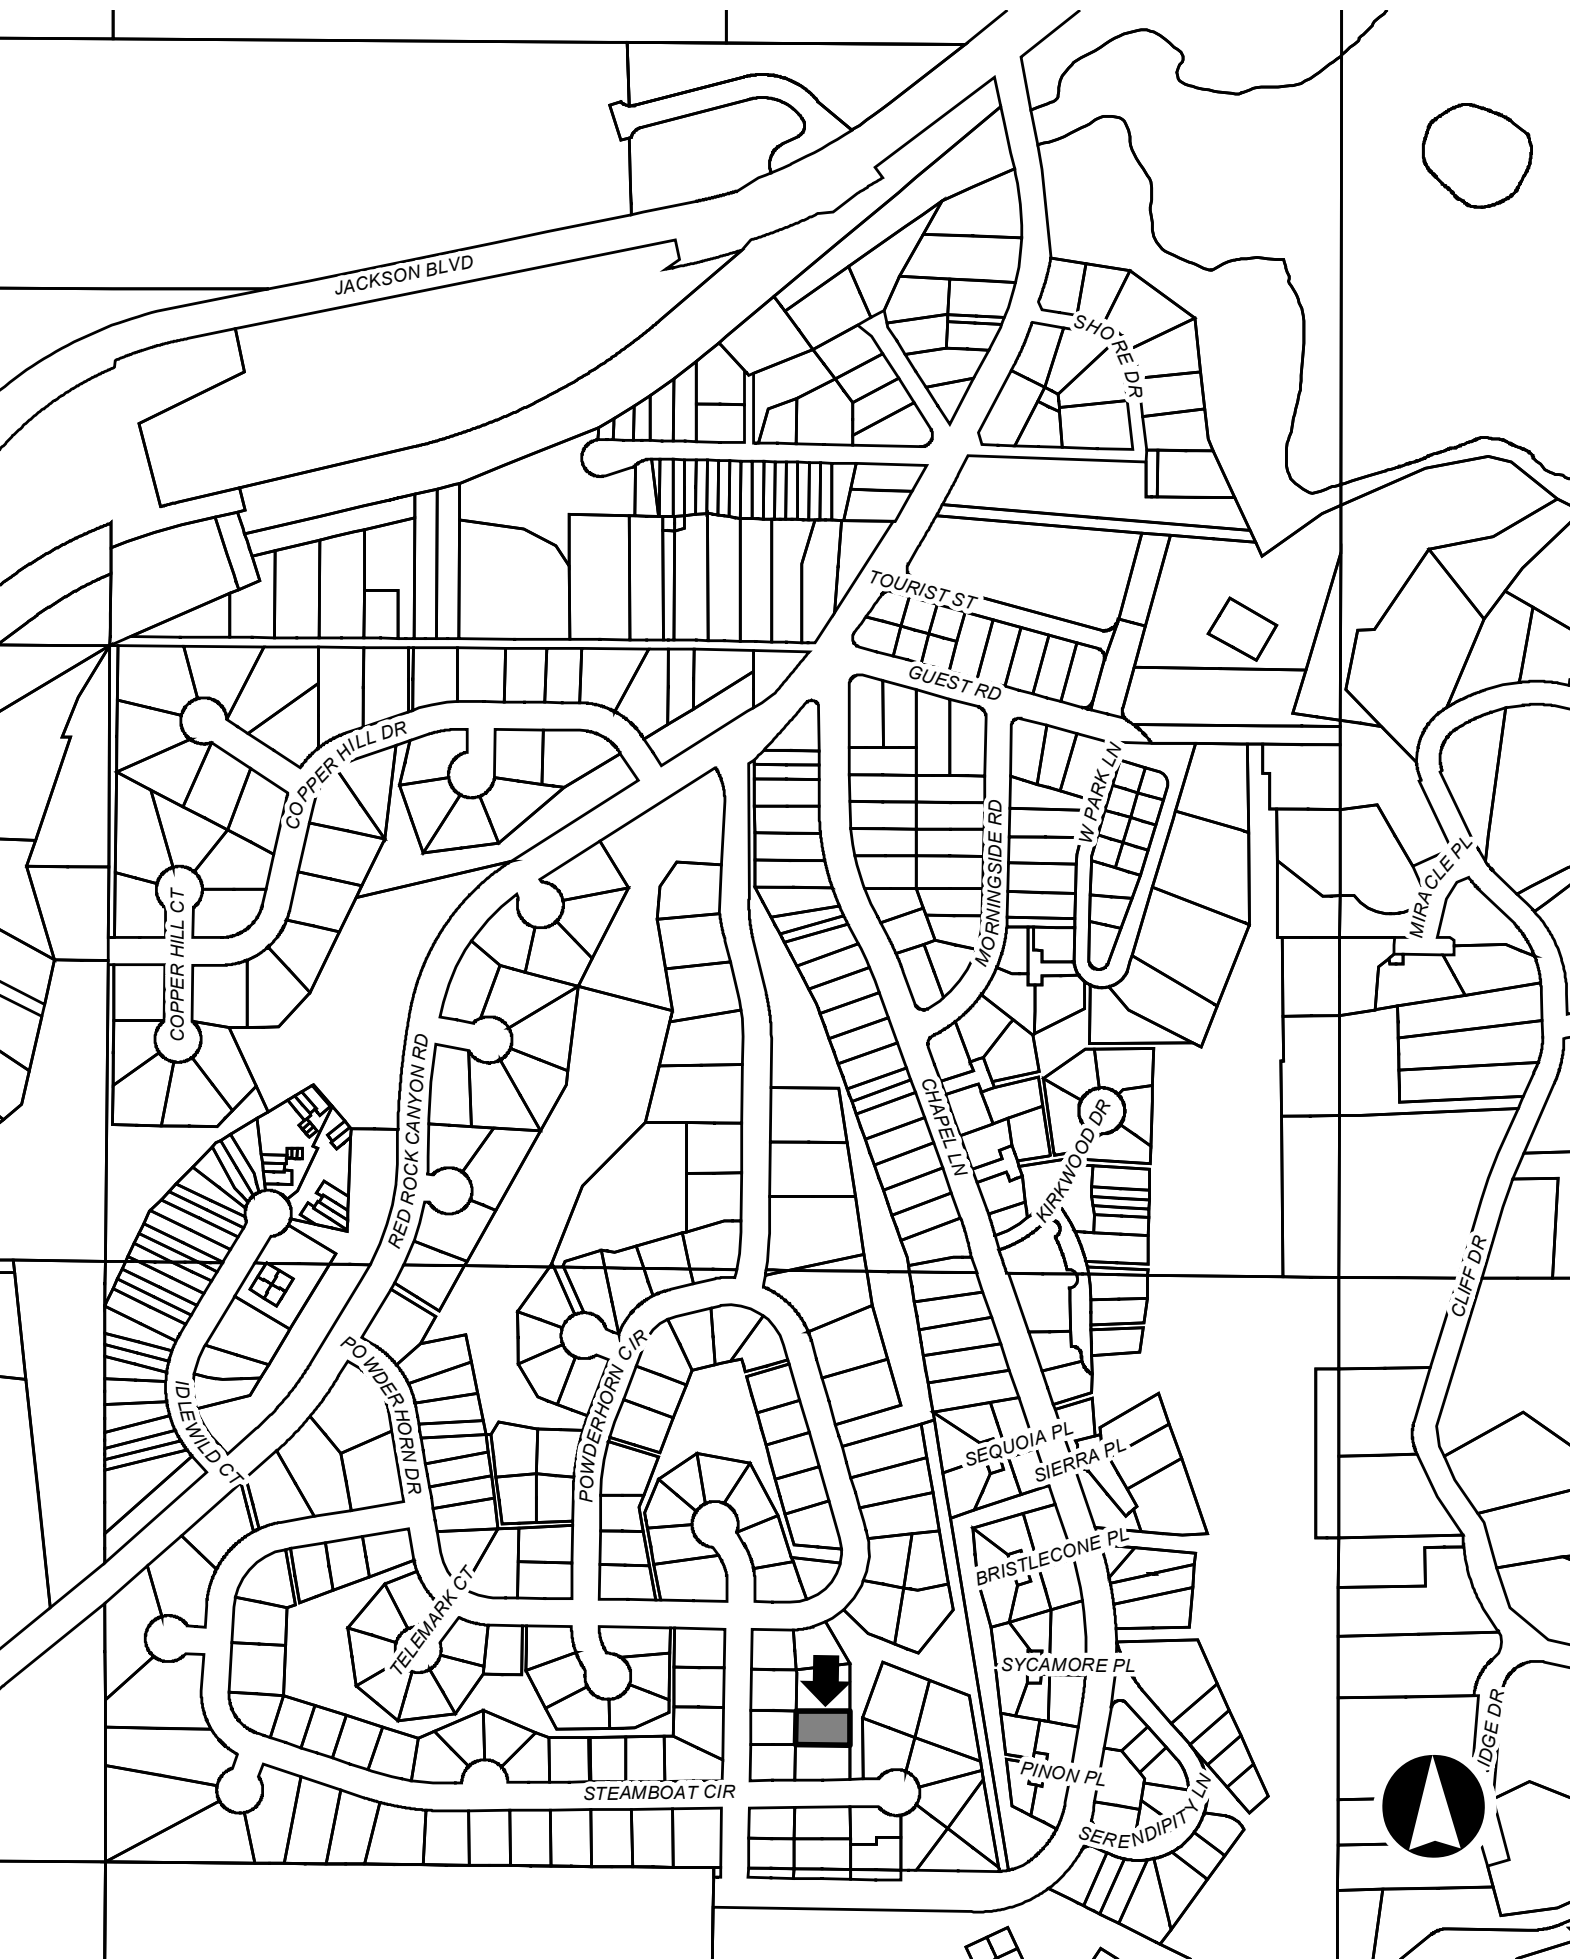 JACKSON BLVD
SHORE DR
TOURIST ST
GUEST RD
COPPER HILL DR
W PARK LN
MORNINGSIDE RD
MIRACLE PL
COPPER HILL CT
RED ROCK CANYON RD
CHAPEL LN
KIRKWOOD DR
CLIFF DR
POWDER HORN DR
POWDERHORN CIR
IDLEWILD CT
SEQUOIA PL
SIERRA PL
BRISTLECONE PL
TELEMARK CT
SYCAMORE PL
IDGE DR
PINON PL
STEAMBOAT CIR
SERENDIPITY LN